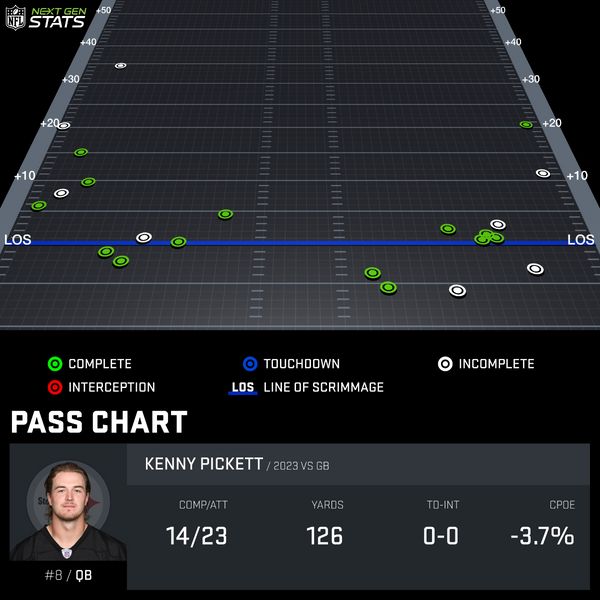 NFL NEXT GEN STATS
+50 +50
+40 +40
+30 +30
+20 +20
+10 +10
LOS LOS
COMPLETE TOUCHDOWN INCOMPLETE
INTERCEPTION LOS LINE OF SCRIMMAGE
PASS CHART
KENNY PICKETT / 2023 VS GB
COMP/ATT YARDS TD-INT CPOE
14/23 126 0-0 -3.7%
#8 / QB